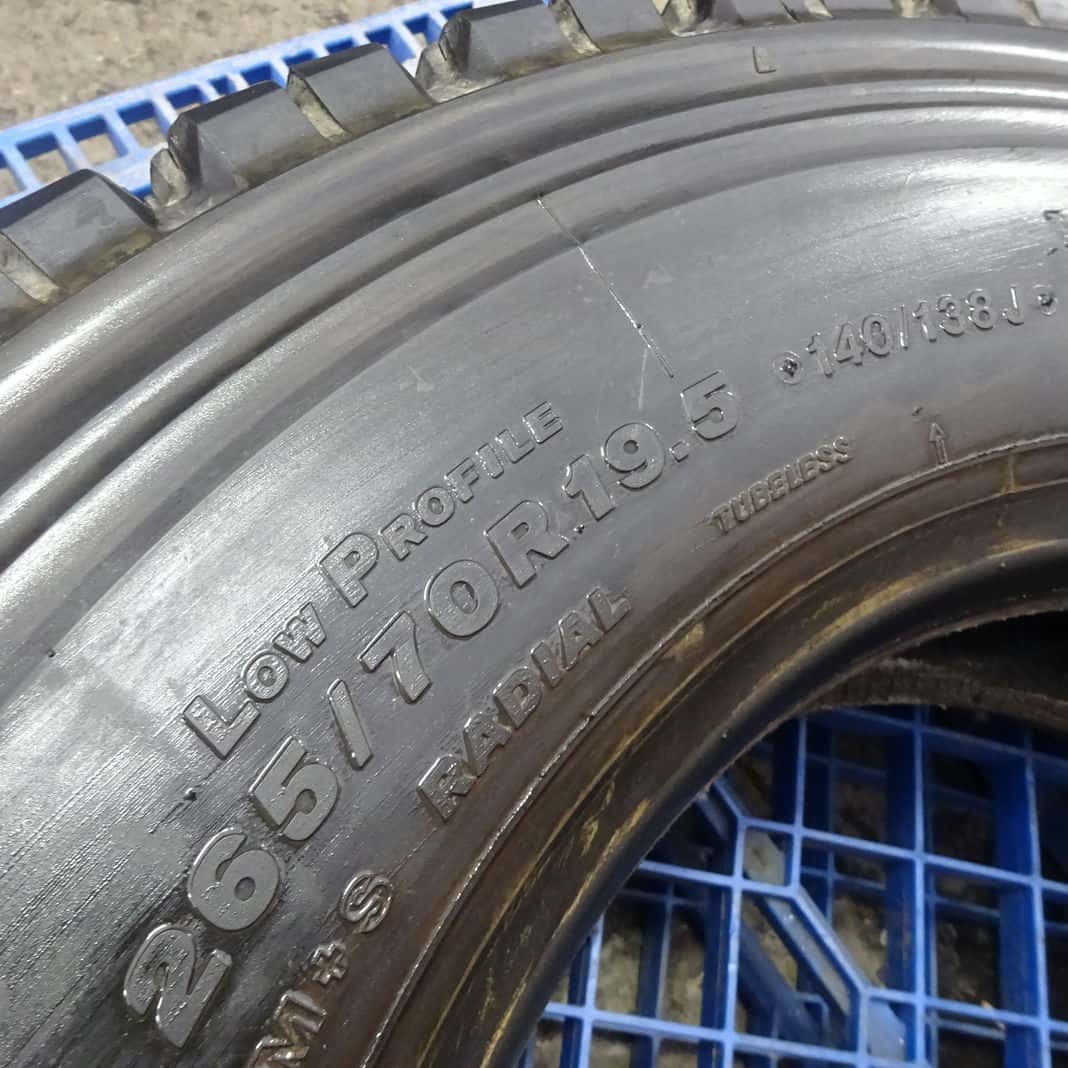 L
LOW PROFILE
265/70R19.5
140/138J
TUBELESS
RADIAL
M+S